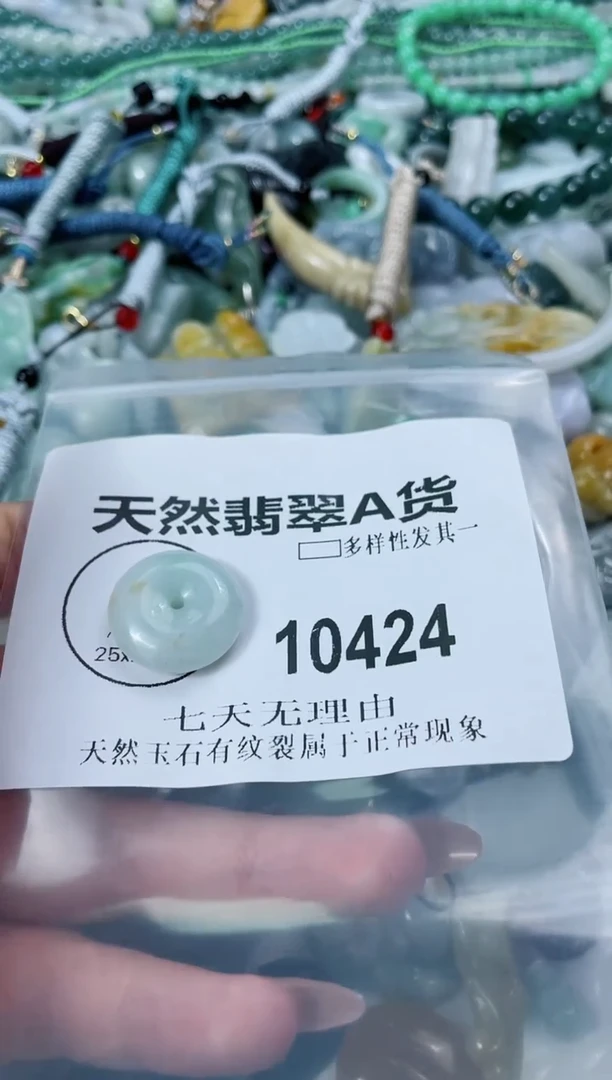 天然翡翠A货
多样性发其一
25x
10424
七天无理由
天然玉石有纹裂属于正常现象